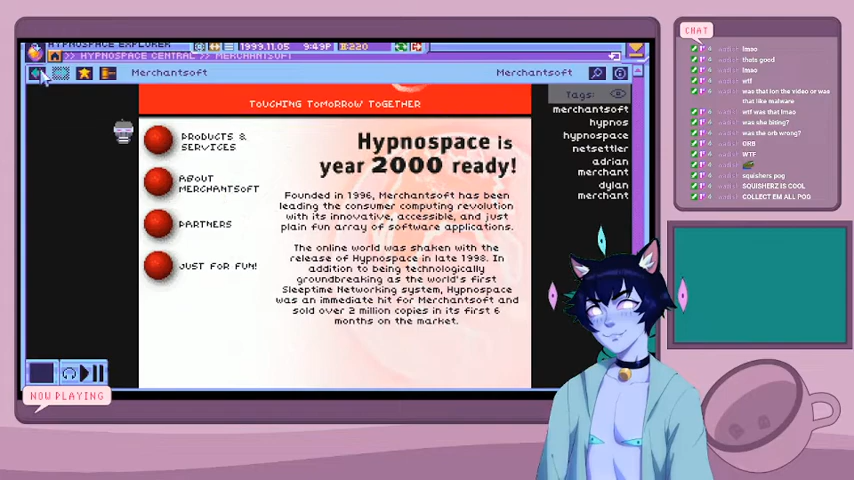 HYPNOSPACE EXPLORER
1999.11.05
9:49P
220
>> HYPNOSPACE CENTRAL >> MERCHANTSOFT
Merchantsoft
Merchantsoft
TOUCHING TOMORROW TOGETHER
PRODUCTS &
SERVICES
ABOUT
MERCHANTSOFT
PARTNERS
JUST FOR FUN!
Hypnospace is
year 2000 ready!
Founded in 1996, Merchantsoft has been
leading the consumer computing revolution
with its innovative, accessible, and just
plain fun array of software applications.
The online world was shaken with the
release of Hypnospace in late 1998. In
addition to being technologically
groundbreaking as the world's first
Sleeptime Networking system, Hypnospace
was an immediate hit for Merchantsoft and
sold over 2 million copies in its first 6
months on the market.
Tags:
merchantsoft
hypnos
hypnospace
netsettler
adrian
merchant
dylan
merchant
NOW PLAYING
CHAT
lmao
thats good
lmao
wtf
was that ion the video or was
that like malware
wtf was that lmao
was she biting?
was the orb wrong?
ORB
WTF
squishers pog
SQUISHERZ IS COOL
COLLECT EM ALL POG